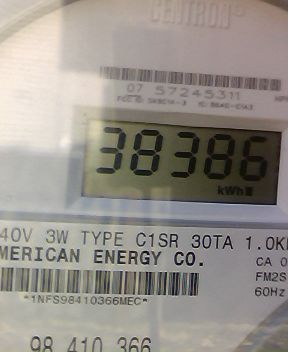 CENTRON®
07 57245311
38386
kWh
40V 3W TYPE C1SR 30TA 1.0K
MERICAN ENERGY CO.
CA 0
FM2S
60Hz
*1NFS98410366MEC*
98 410 366